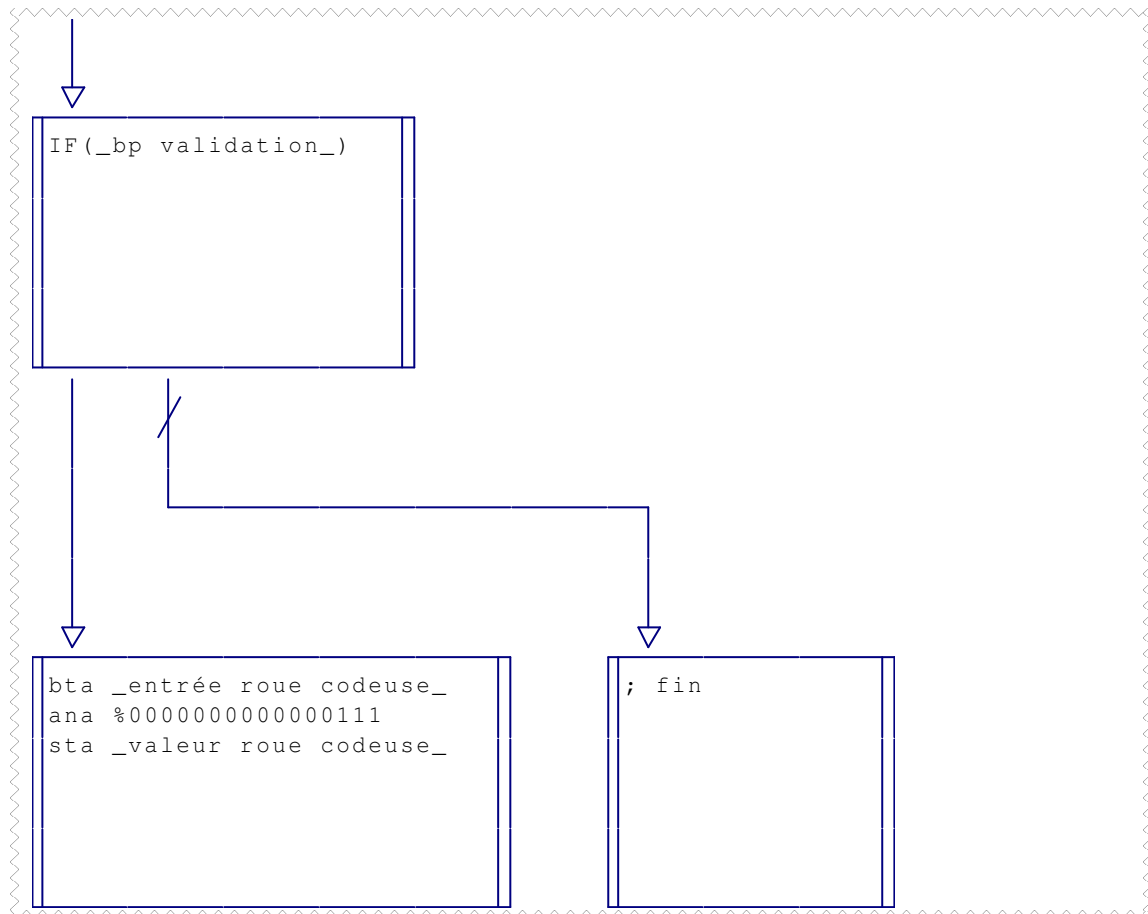 IF(_bp validation_)
bta _entrée roue codeuse_
ana %0000000000000111
sta _valeur roue codeuse_
; fin